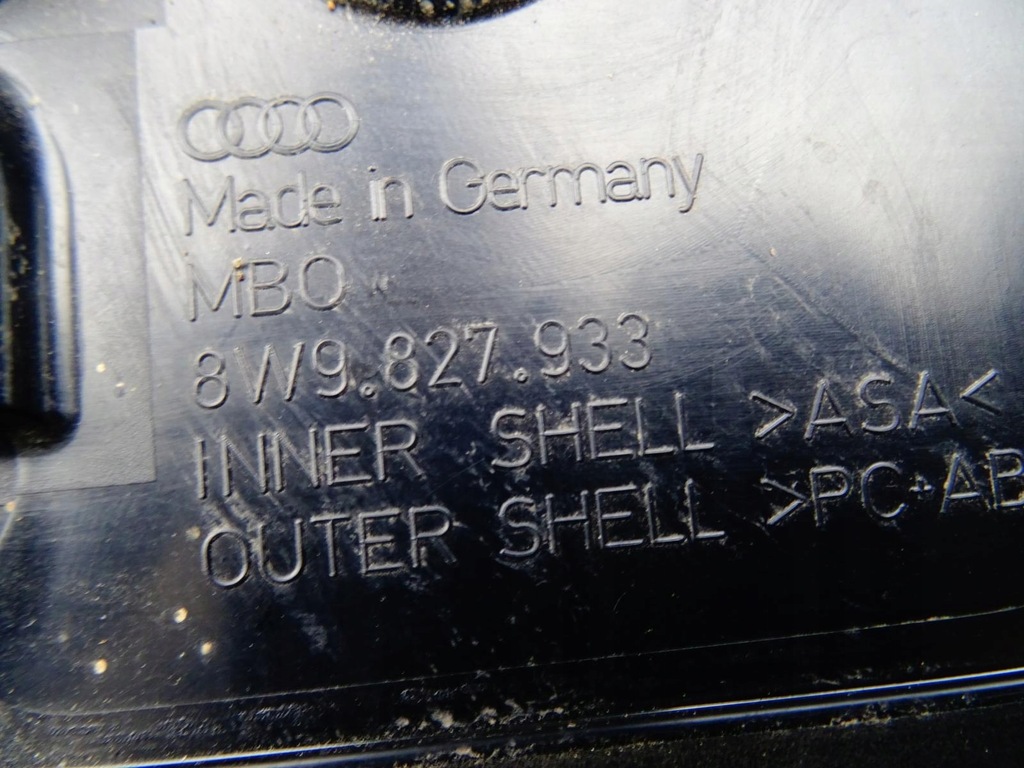 Made in Germany
MBO
8W9.827.933
INNER SHELL >ASA<
OUTER SHELL >PC+AB